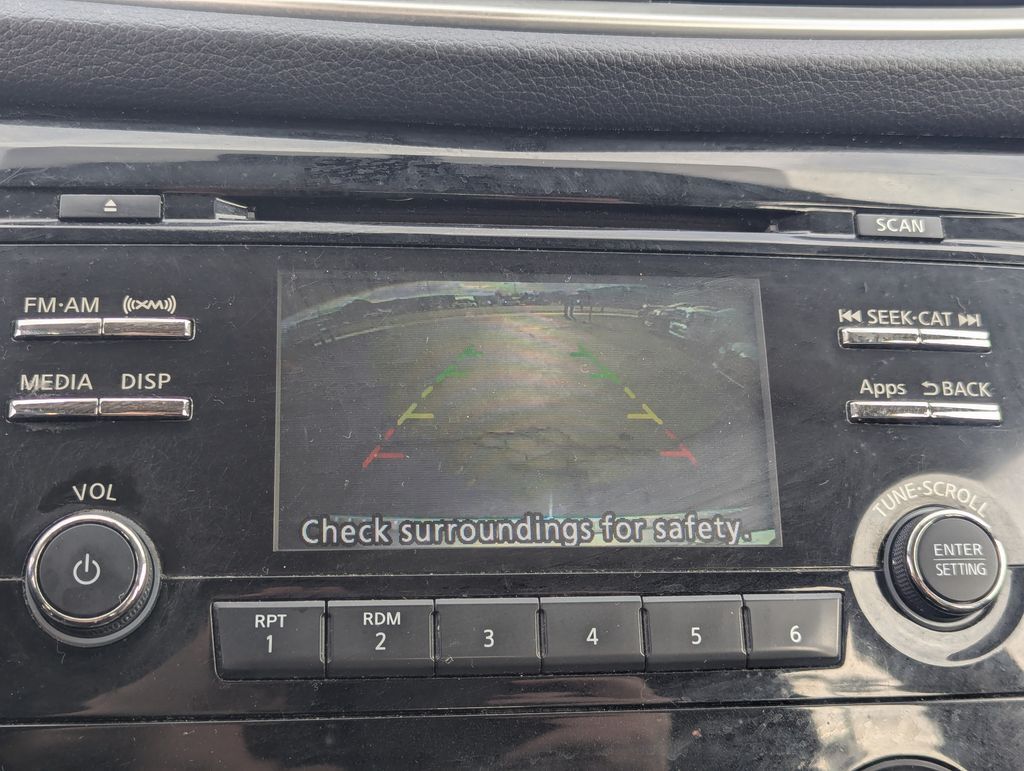 SCAN
FM·AM
(((XM)))
SEEK·CAT
MEDIA
DISP
Apps
BACK
VOL
TUNE·SCROLL
ENTER
SETTING
Check surroundings for safety.
RPT
1
RDM
2
3
4
5
6